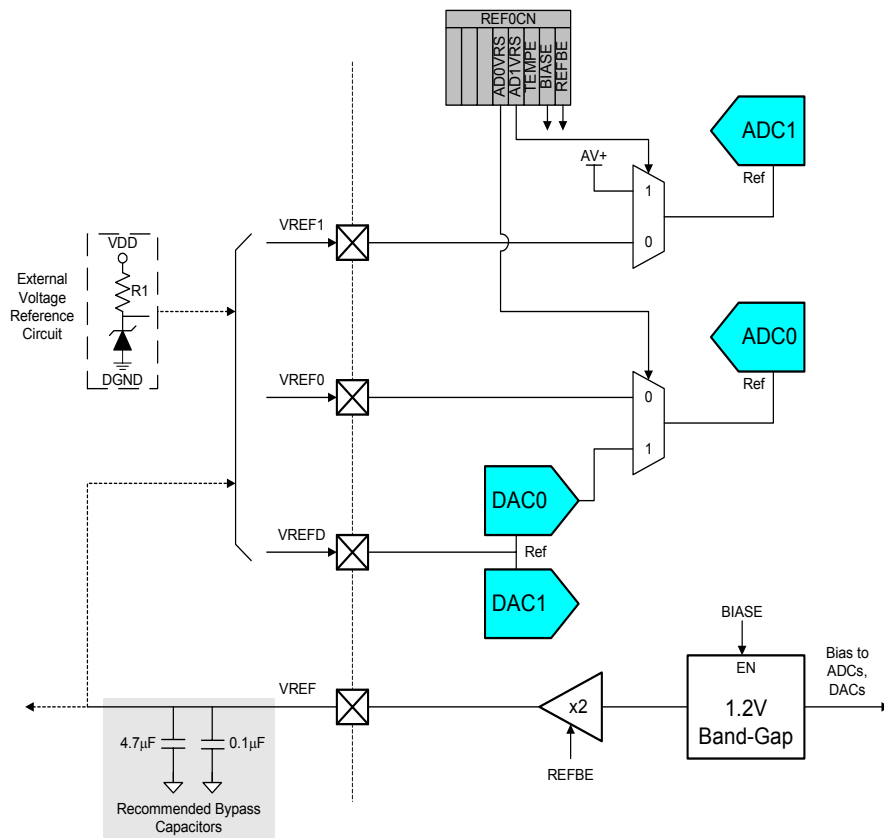 REF0CN
AD0VRS
AD1VRS
TEMPE
BIASE
REFBE
ADC1
Ref
AV+
1
0
VREF1
VDD
R1
DGND
External
Voltage
Reference
Circuit
ADC0
Ref
VREF0
0
1
DAC0
VREFD
Ref
DAC1
BIASE
EN
1.2V
Band-Gap
Bias to
ADCs,
DACs
VREF
x2
REFBE
4.7µF
0.1µF
Recommended Bypass
Capacitors